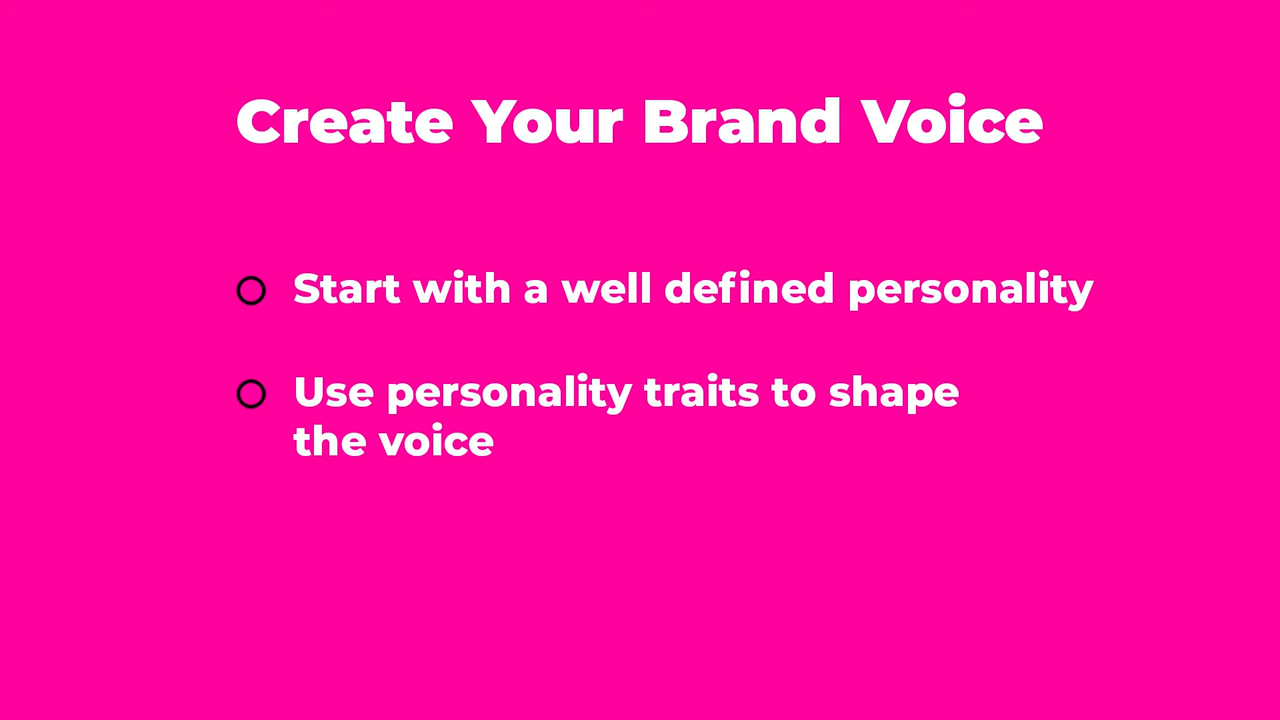 Create Your Brand Voice
Start with a well defined personality
Use personality traits to shape
the voice